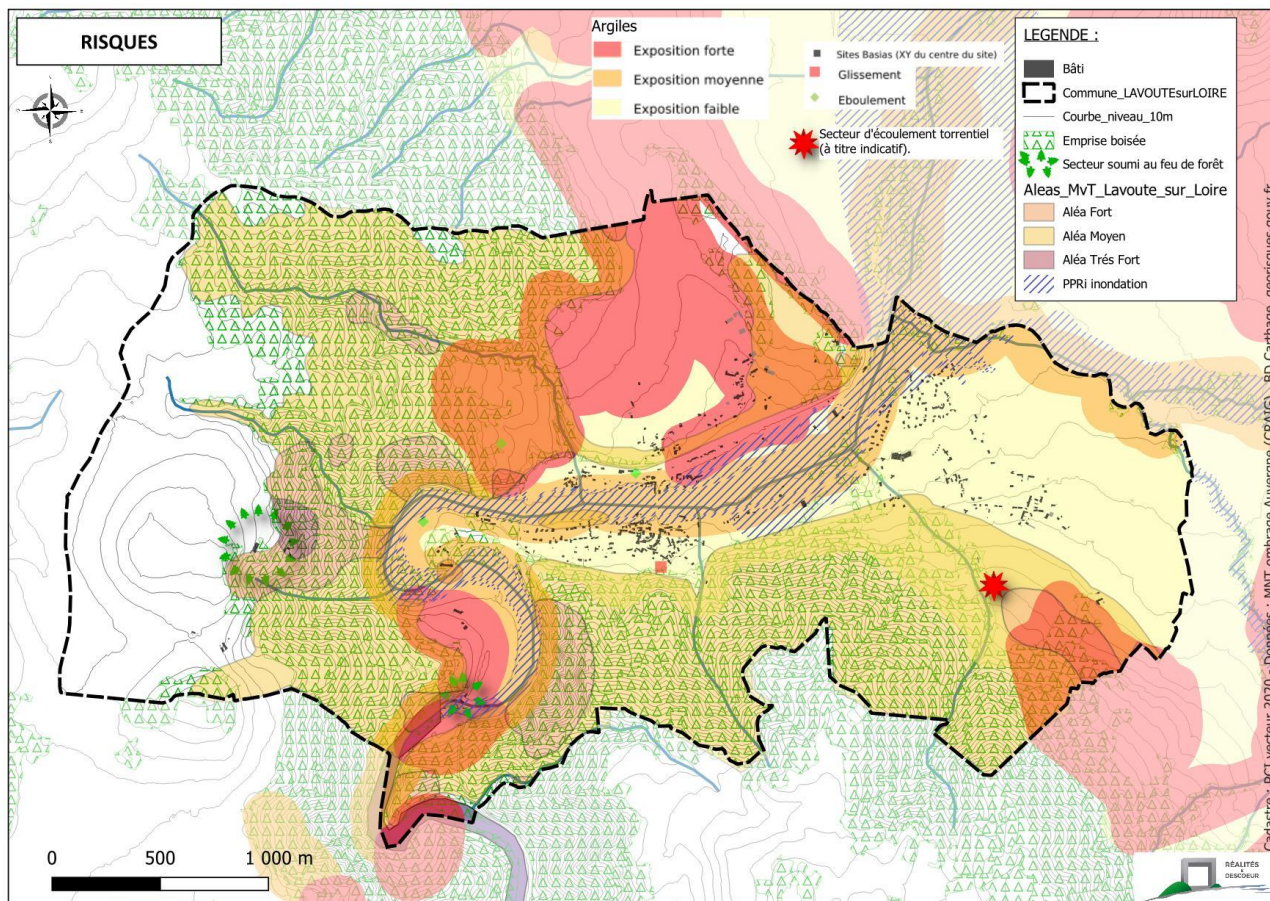 RISQUES
Argiles
Exposition forte
Exposition moyenne
Exposition faible
Sites Basias (XY du centre du site)
Glissement
Eboulement
Secteur d'écoulement torrentiel
(à titre indicatif).
LEGENDE :
Bâti
Commune_LAVOUTEsurLOIRE
Courbe_niveau_10m
Emprise boisée
Secteur soumi au feu de forêt
Aleas_MvT_Lavoute_sur_Loire
Aléa Fort
Aléa Moyen
Aléa Trés Fort
PPRi inondation
Cadastre : PCI vecteur 2020 - Données : MNT ombrage Auvergne (CRAIG), BD Carthage, georisques.gouv.fr
0 500 1 000 m
RÉALITÉS
&
DESCOEUR